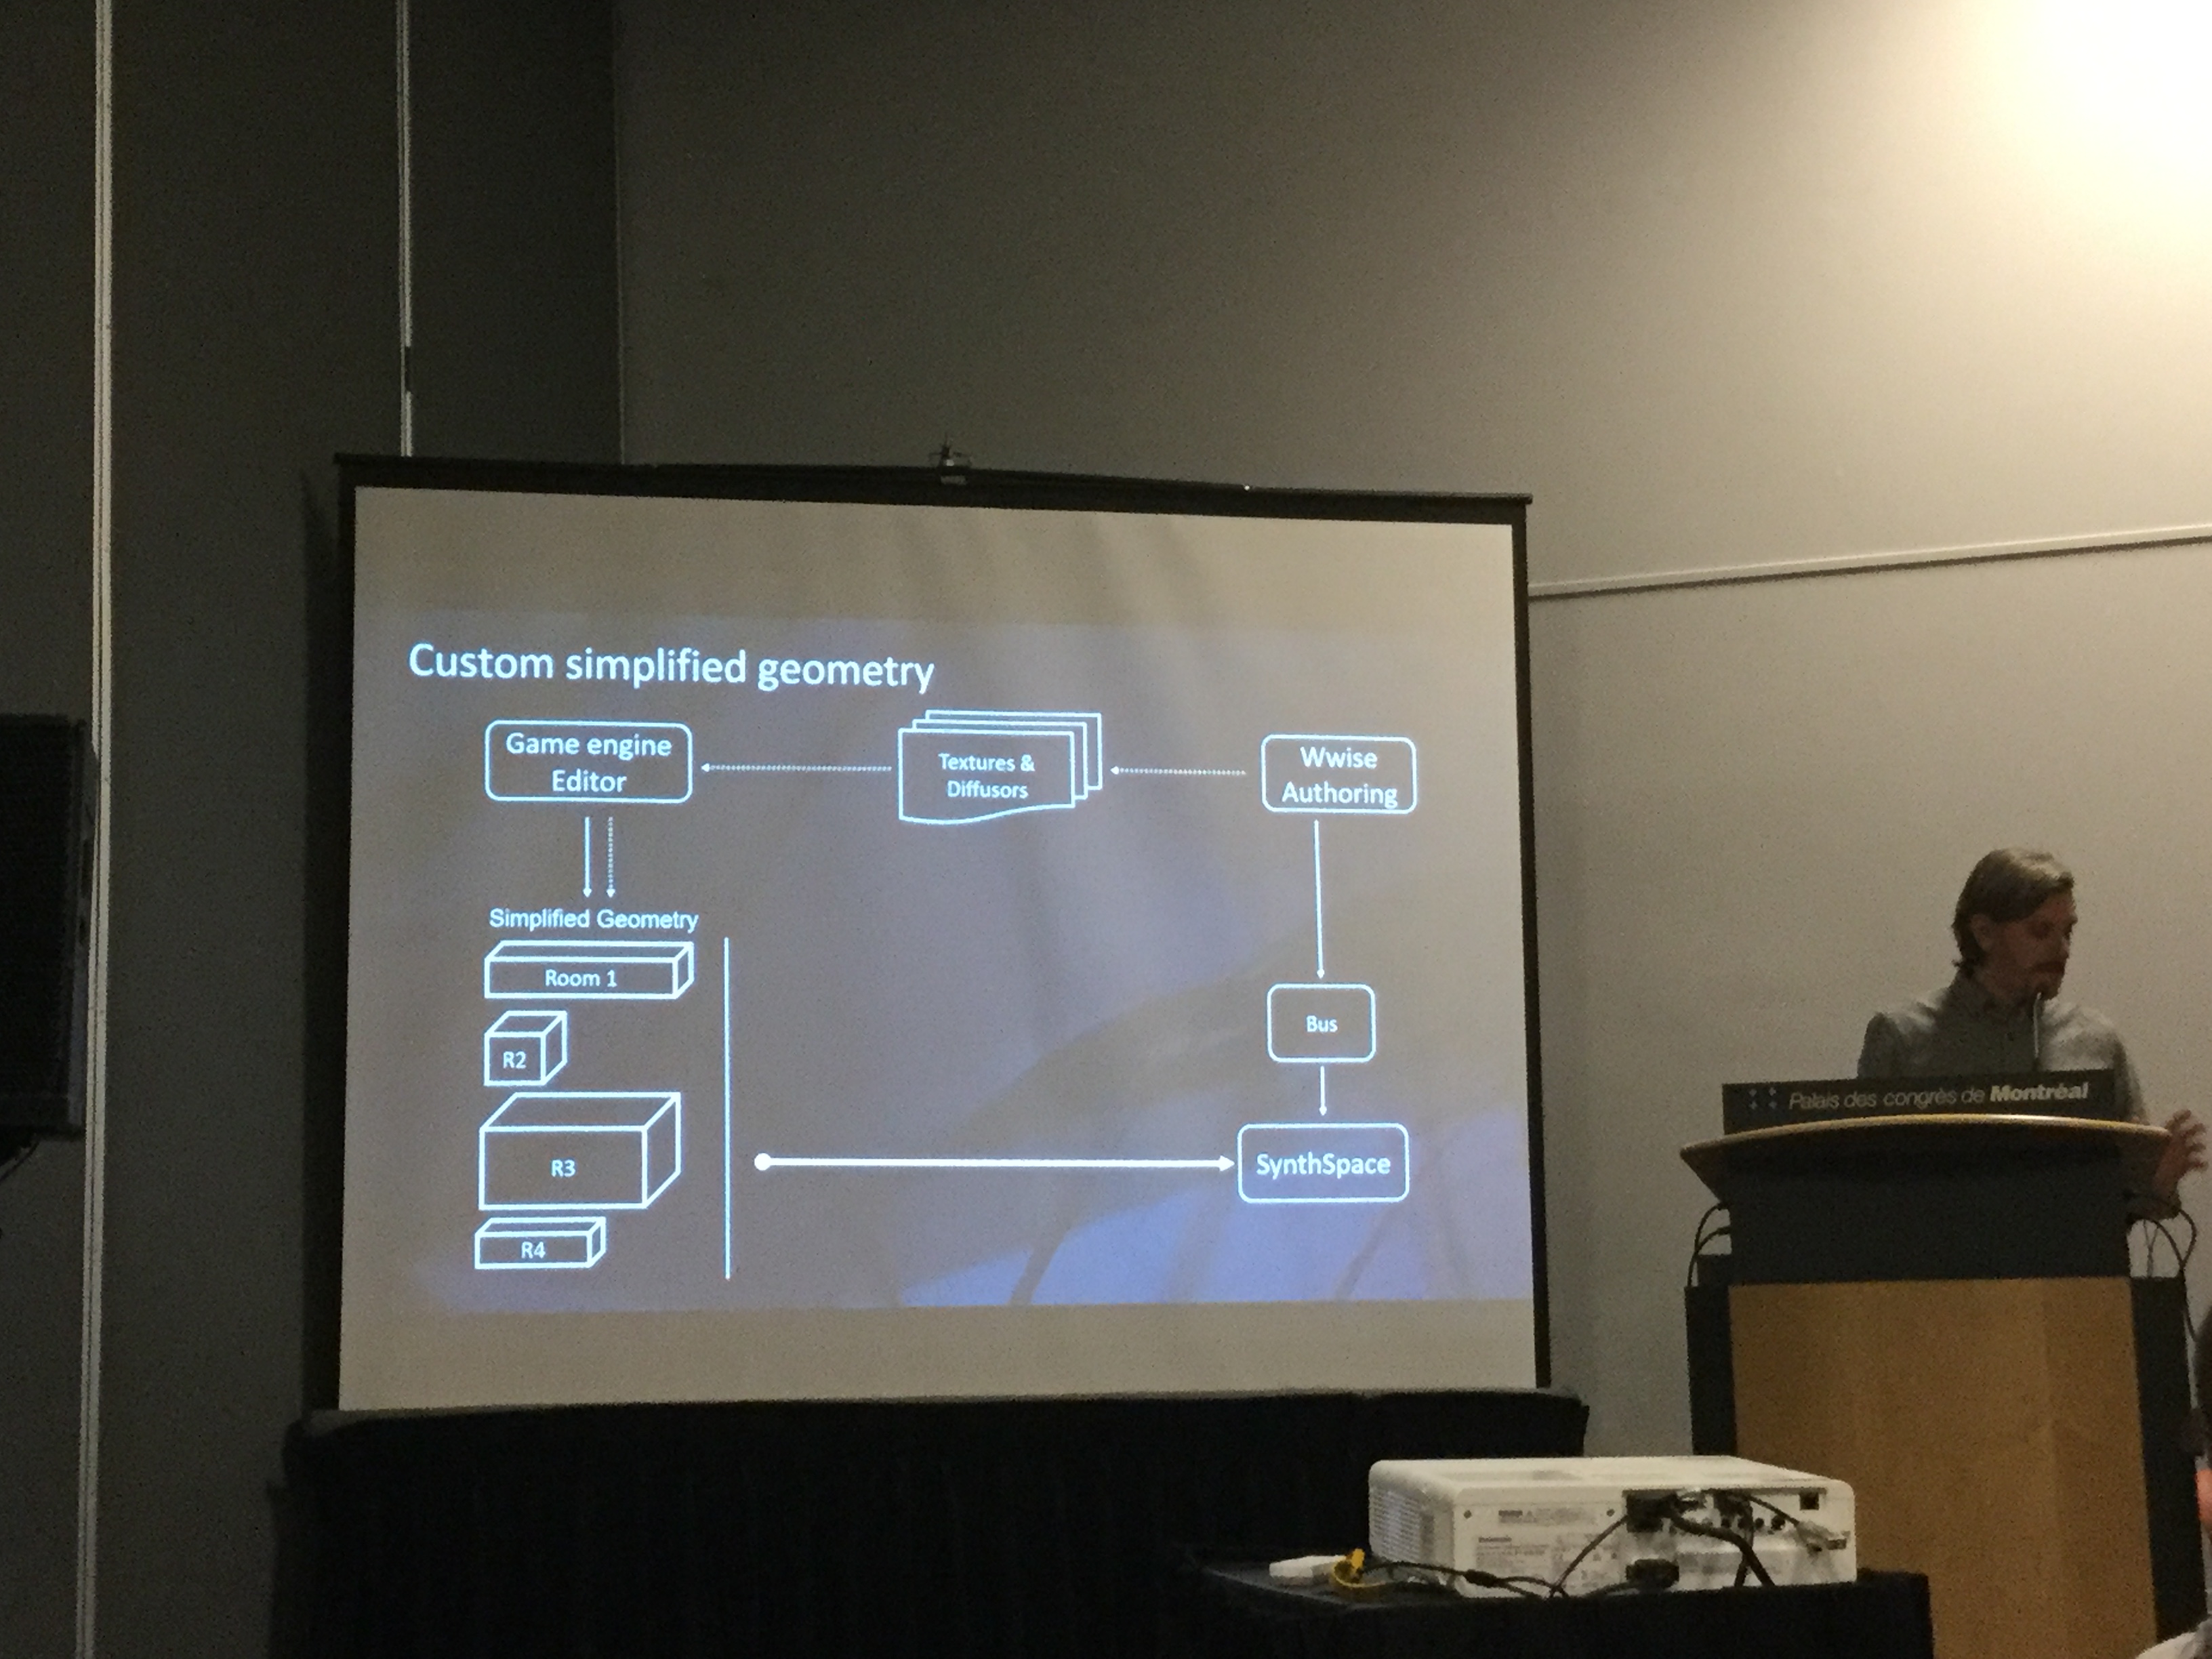 Custom simplified geometry
Game engine
Editor
Textures &
Diffusors
Wwise
Authoring
Simplified Geometry
Room 1
R2
R3
R4
Bus
SynthSpace
Palais des congrès de Montréal